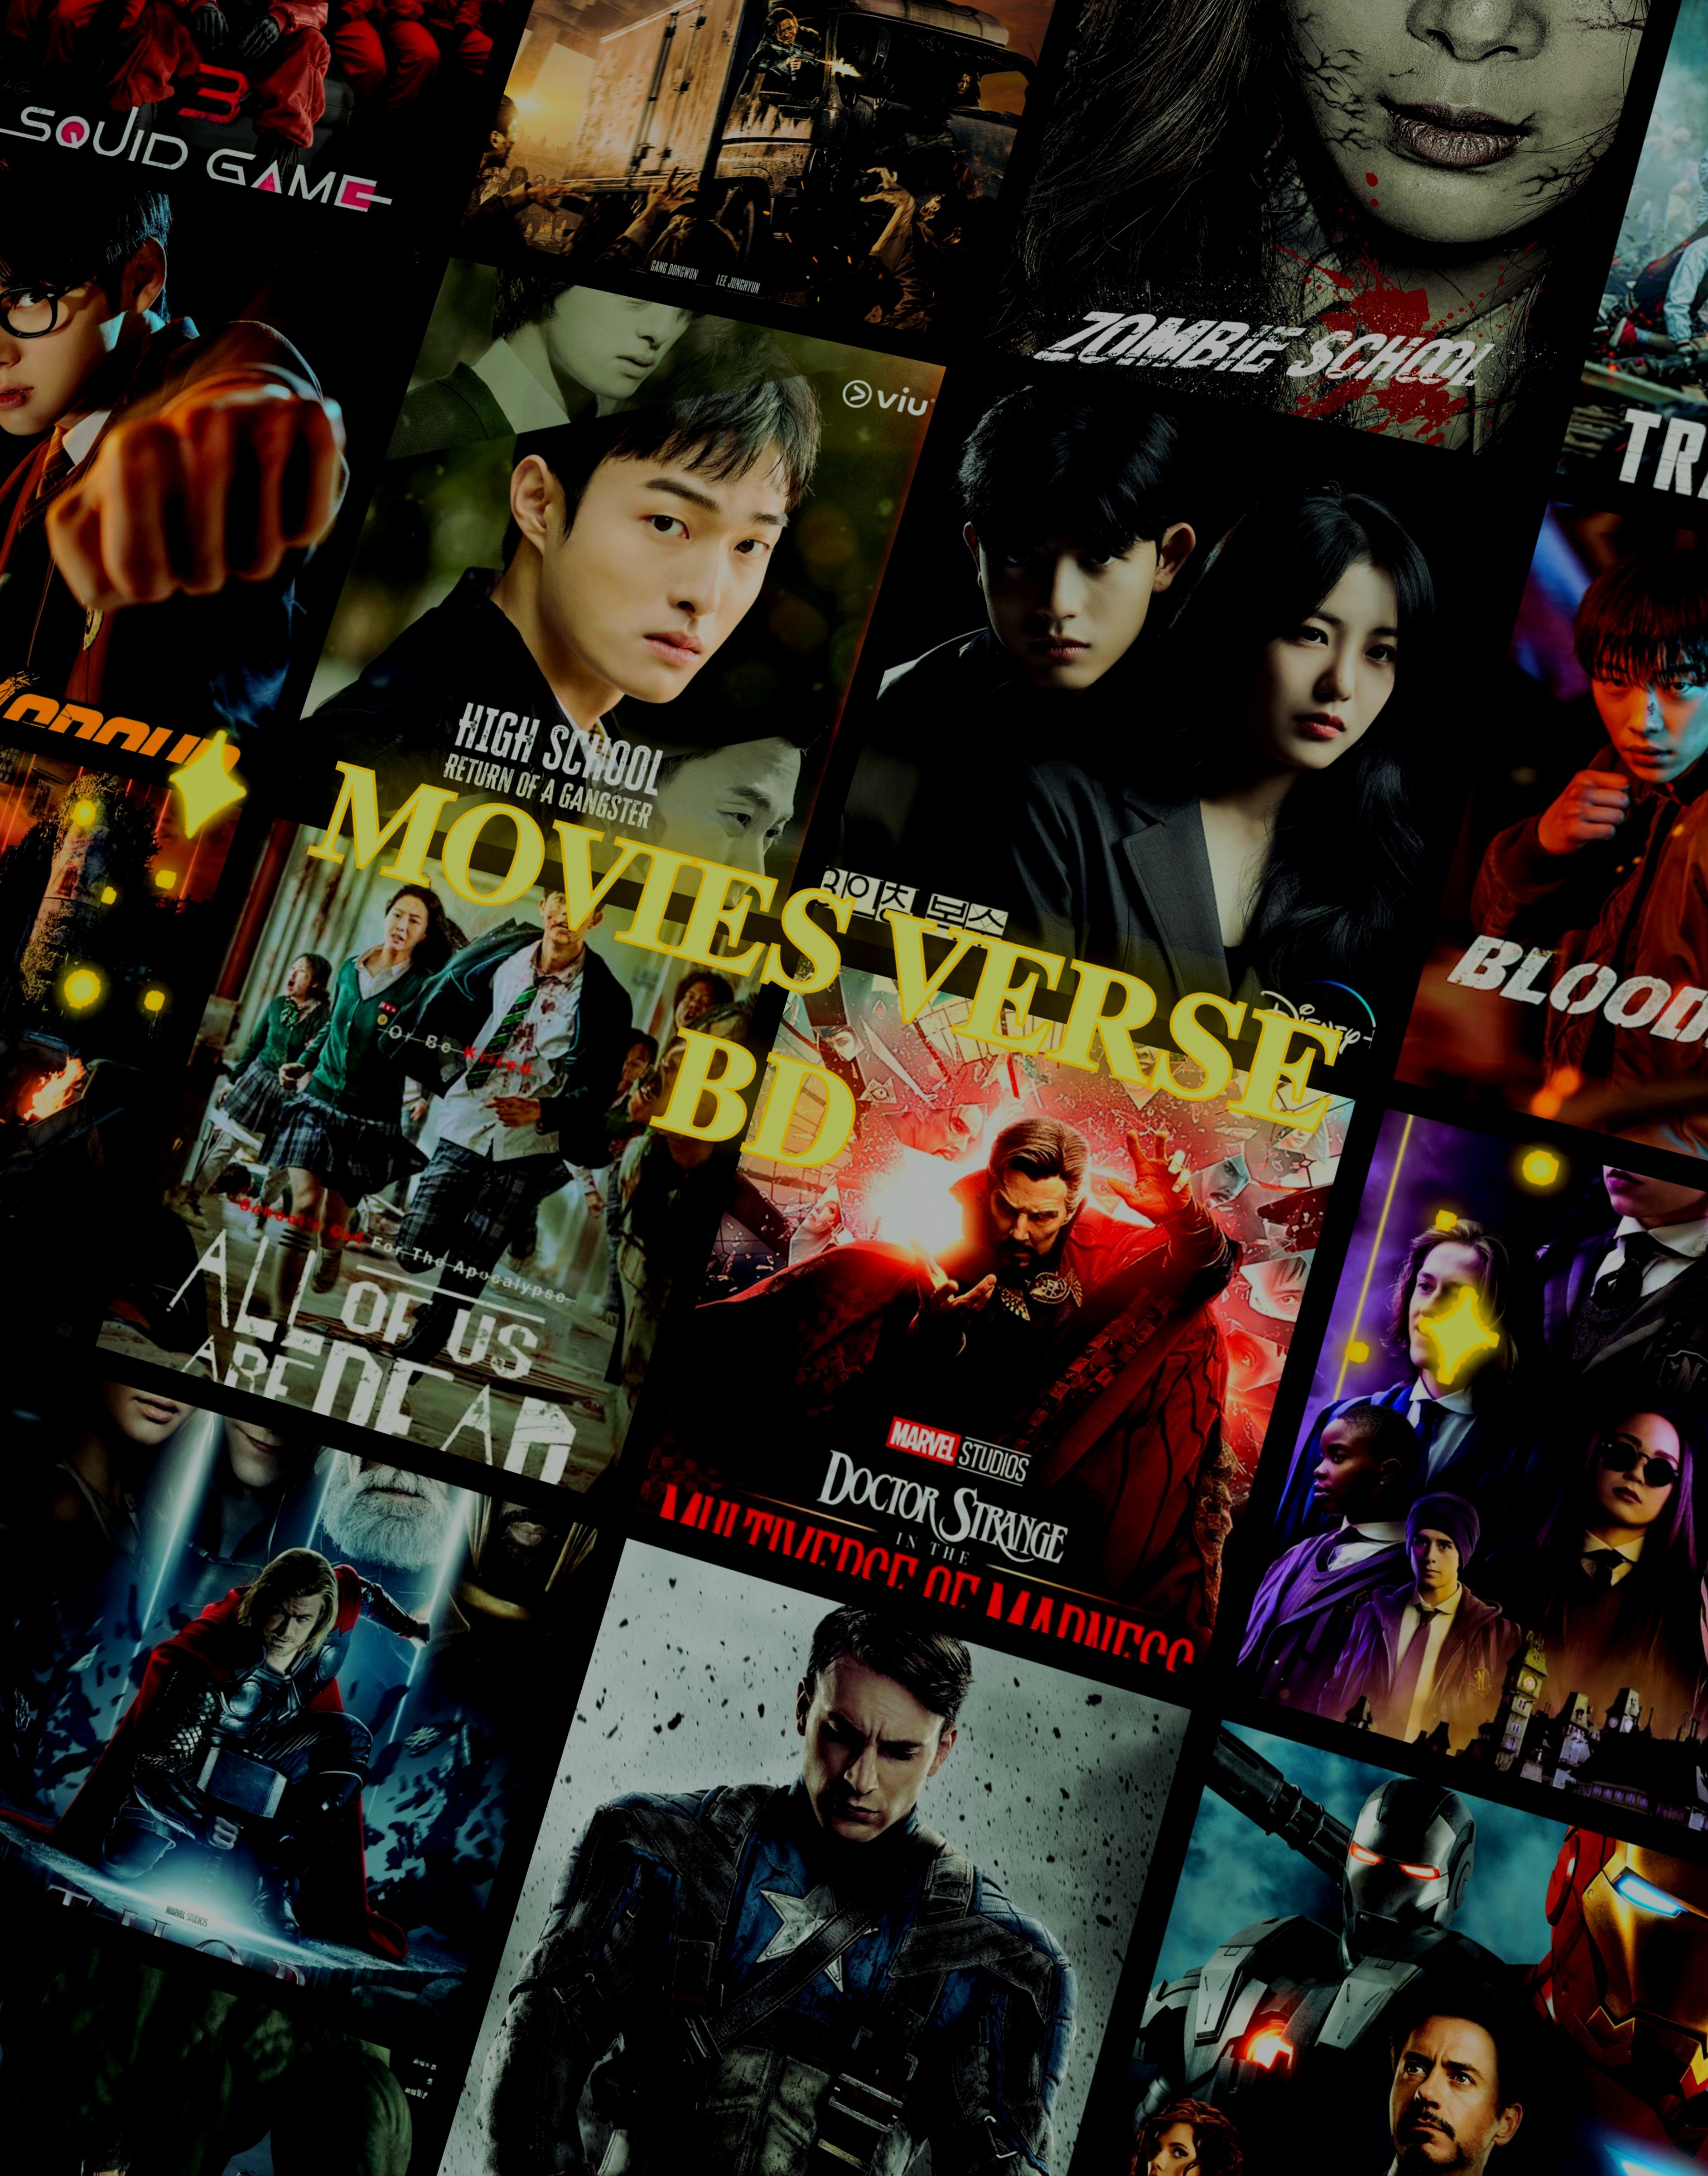 3
SQUID GAME
GANG DONGWON LEE JUNGHYUN
ZOMBIE SCHOOL
viu
HIGH SCHOOL
RETURN OF A GANGSTER
MOVIES VERSE
BD
보스
Disney+
BLOOD
Or Be Killed
School's Out For The Apocalypse
ALL OF US
ARE DEAD
MARVEL STUDIOS
DOCTOR STRANGE
IN THE
MULTIVERSE OF MADNESS
MARVEL STUDIOS
THOR